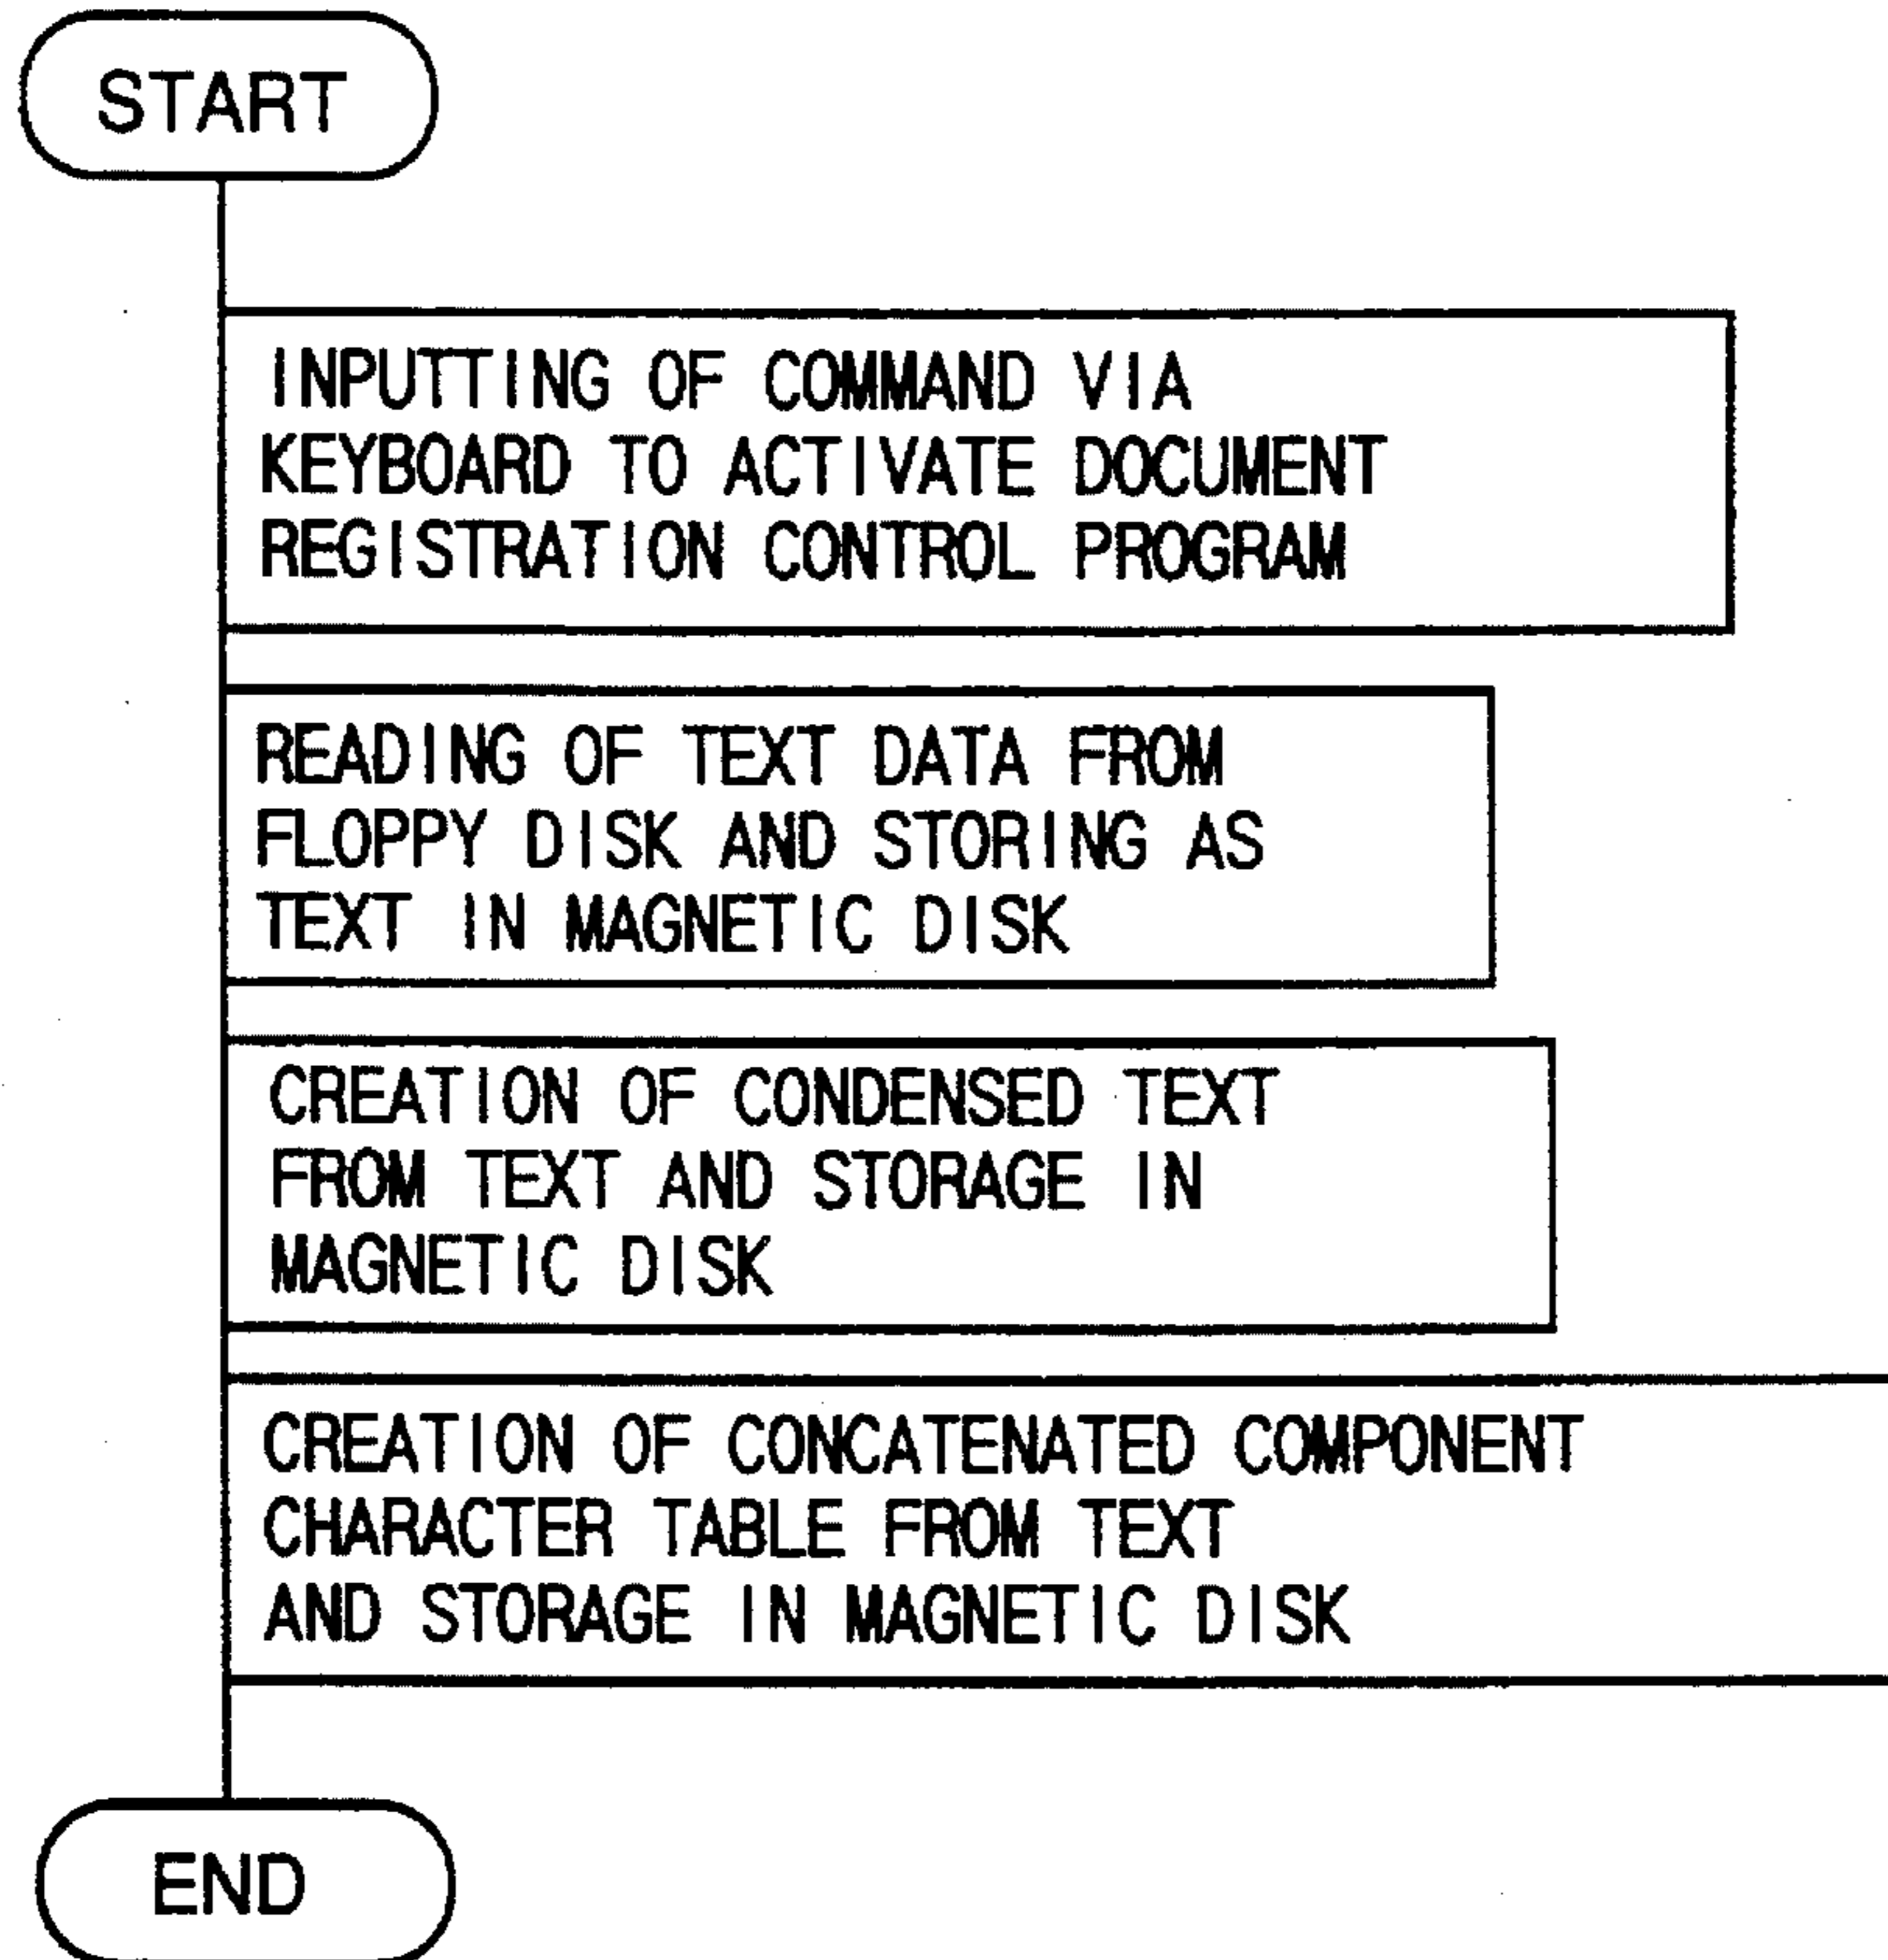 START
INPUTTING OF COMMAND VIA
KEYBOARD TO ACTIVATE DOCUMENT
REGISTRATION CONTROL PROGRAM
READING OF TEXT DATA FROM
FLOPPY DISK AND STORING AS
TEXT IN MAGNETIC DISK
CREATION OF CONDENSED TEXT
FROM TEXT AND STORAGE IN
MAGNETIC DISK
CREATION OF CONCATENATED COMPONENT
CHARACTER TABLE FROM TEXT
AND STORAGE IN MAGNETIC DISK
END